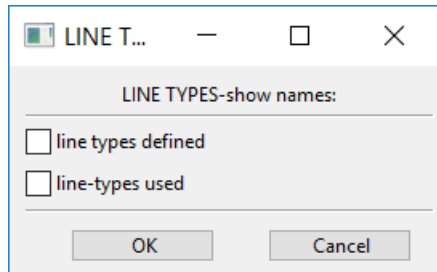 LINE T...
LINE TYPES-show names:
line types defined
line-types used
OK
Cancel